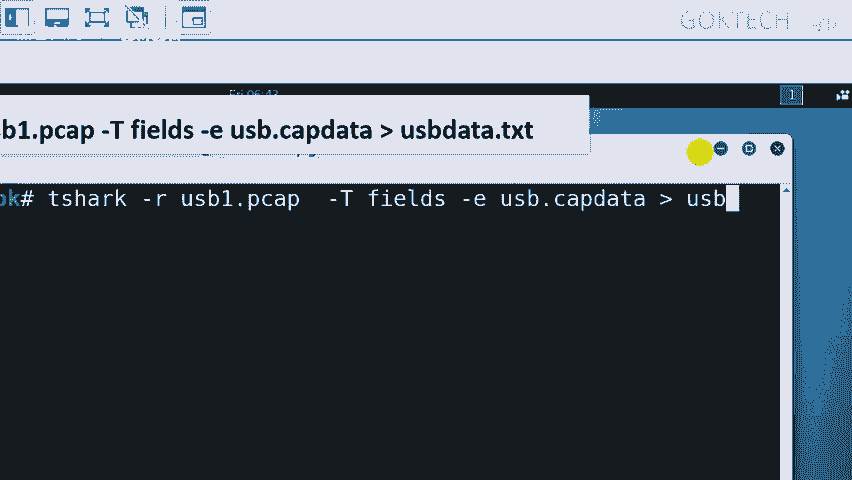 GOKTECH
Fri 06:43
1
b1.pcap -T fields -e usb.capdata > usbdata.txt
ok# tshark -r usb1.pcap  -T fields -e usb.capdata > usb